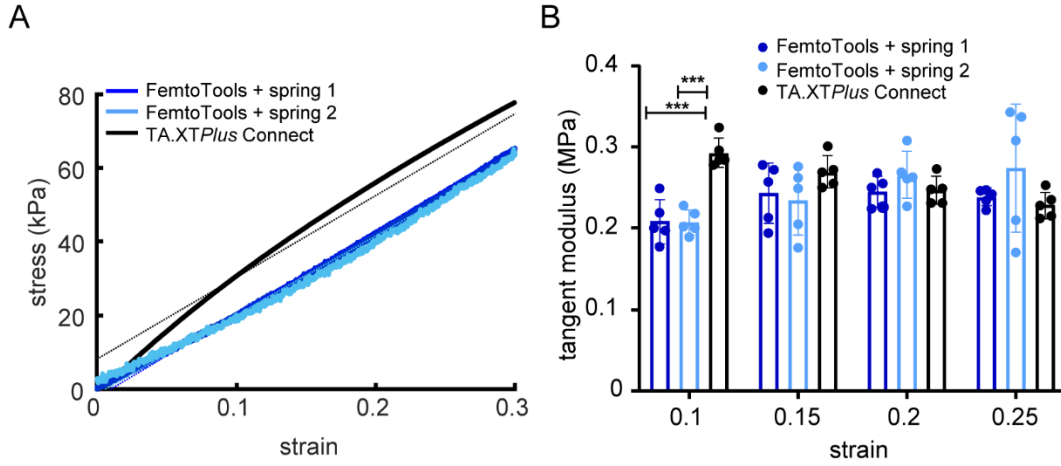 A
FemtoTools + spring 1
FemtoTools + spring 2
TA.XTPlus Connect
80
60
40
20
0
stress (kPa)
0
0.1
0.2
0.3
strain
B
FemtoTools + spring 1
FemtoTools + spring 2
TA.XTPlus Connect
***
***
0.4
0.3
0.2
0.1
0
tangent modulus (MPa)
0.1
0.15
0.2
0.25
strain